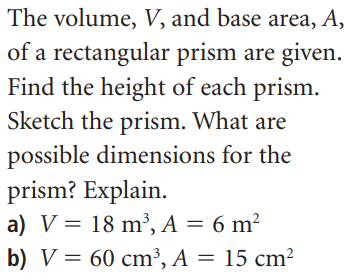 The volume, V, and base area, A,
of a rectangular prism are given.
Find the height of each prism.
Sketch the prism. What are
possible dimensions for the
prism? Explain.
a) V = 18 m³, A = 6 m²
b) V = 60 cm³, A = 15 cm²